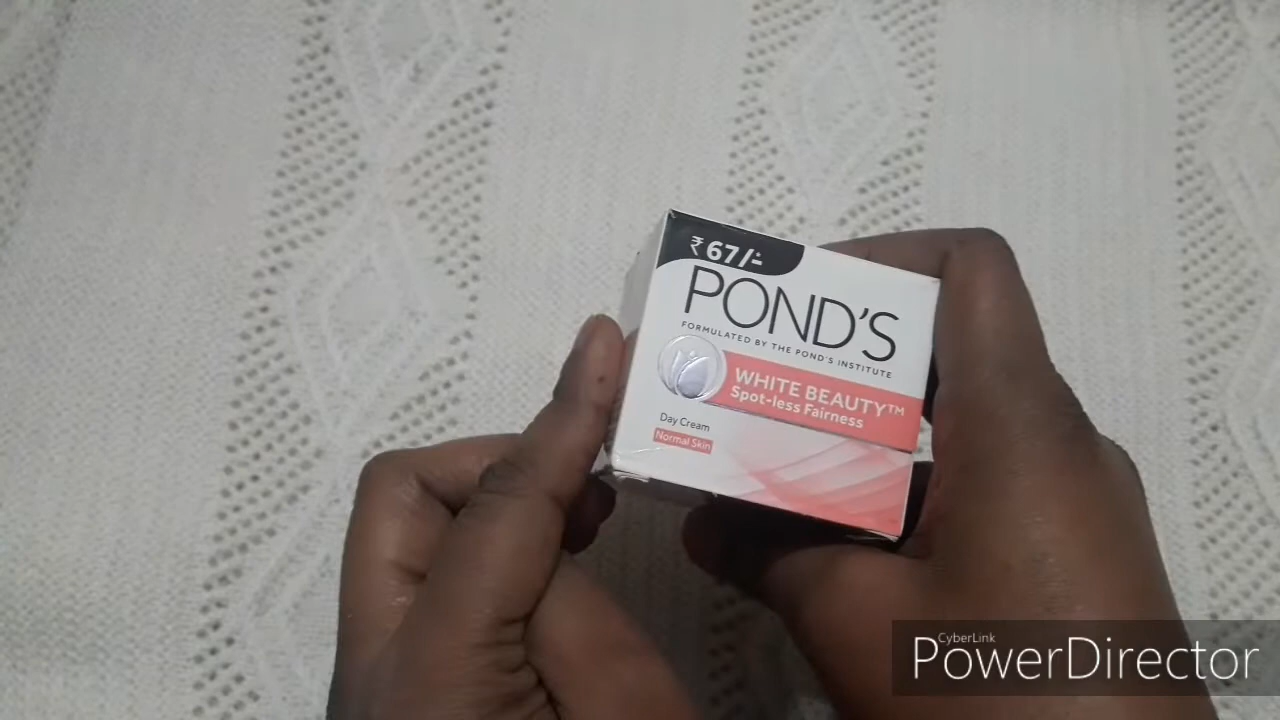 ₹ 67/-
POND'S
FORMULATED BY THE POND'S INSTITUTE
WHITE BEAUTY™
Spot-less Fairness
Day Cream
Normal Skin
CyberLink
PowerDirector